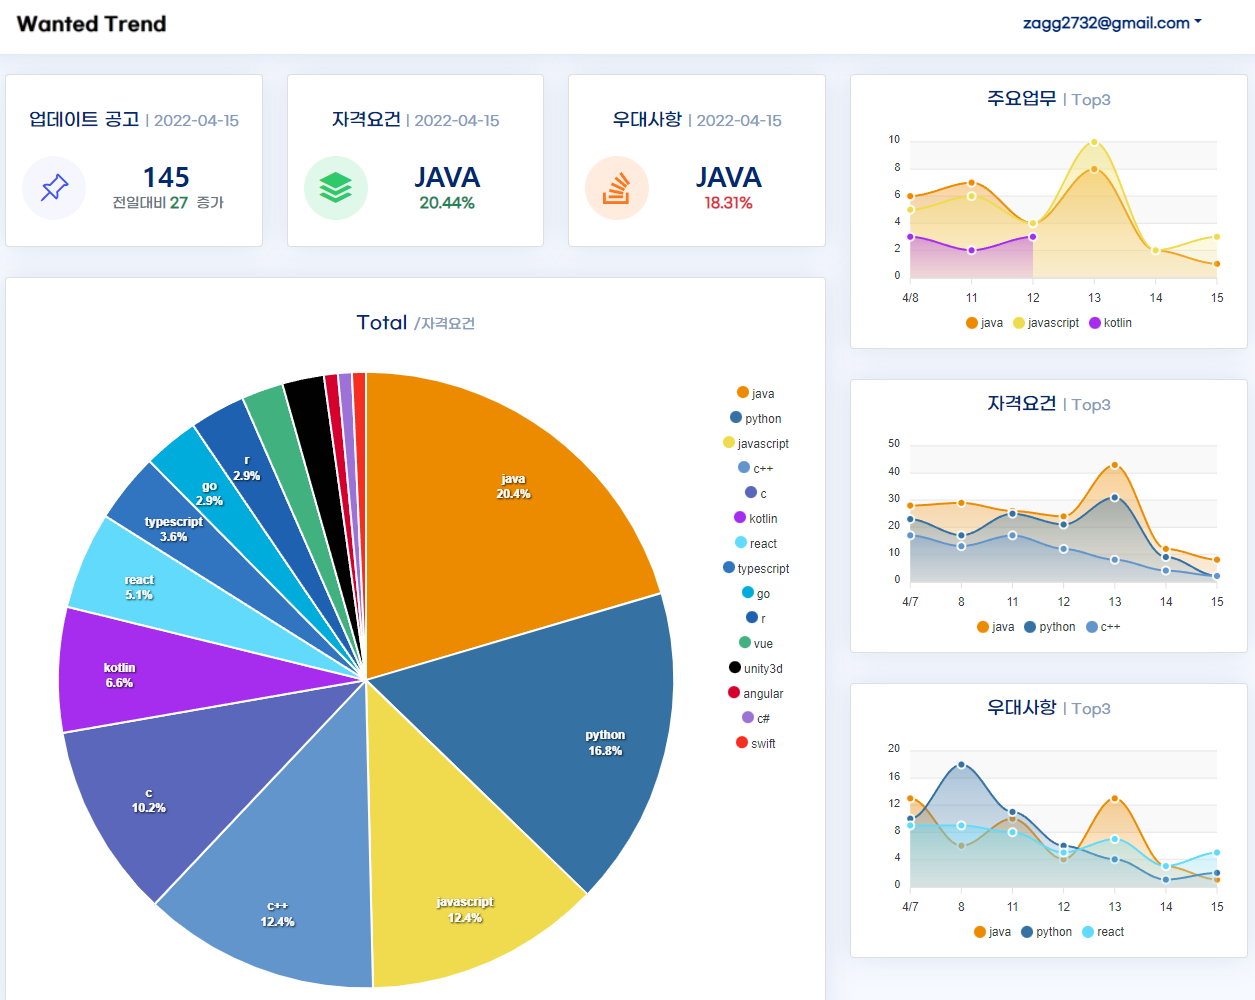 Wanted Trend
zagg2732@gmail.com
업데이트 공고 | 2022-04-15
145
전일대비 27 증가
자격요건 | 2022-04-15
JAVA
20.44%
우대사항 | 2022-04-15
JAVA
18.31%
Total /자격요건
java
20.4%
python
16.8%
javascript
12.4%
c++
12.4%
c
10.2%
kotlin
6.6%
react
5.1%
typescript
3.6%
go
2.9%
r
2.9%
java
python
javascript
c++
c
kotlin
react
typescript
go
r
vue
unity3d
angular
c#
swift
주요업무 | Top3
10
8
6
4
2
0
4/8 11 12 13 14 15
java javascript kotlin
자격요건 | Top3
50
40
30
20
10
0
4/7 8 11 12 13 14 15
java python c++
우대사항 | Top3
20
16
12
8
4
0
4/7 8 11 12 13 14 15
java python react